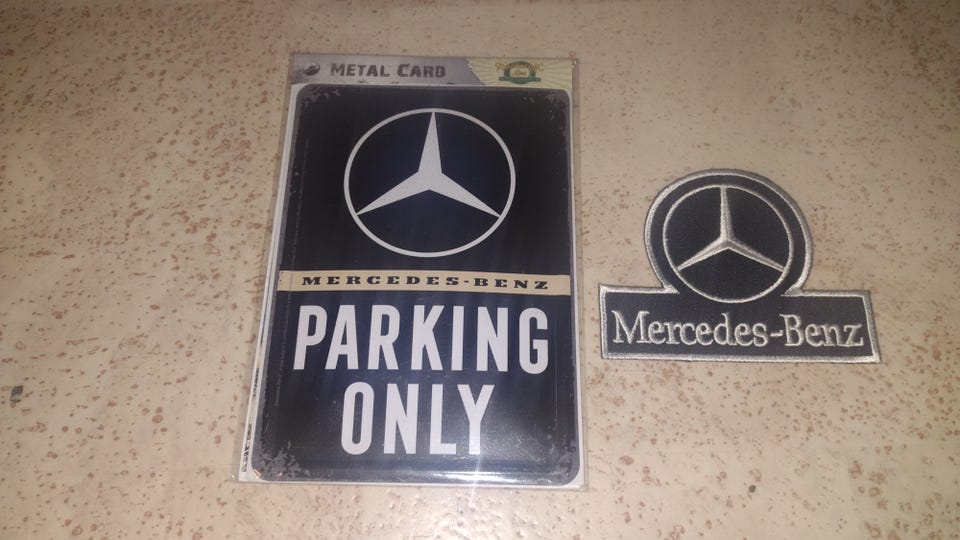 METAL CARD
MERCEDES-BENZ
PARKING
ONLY
Mercedes-Benz